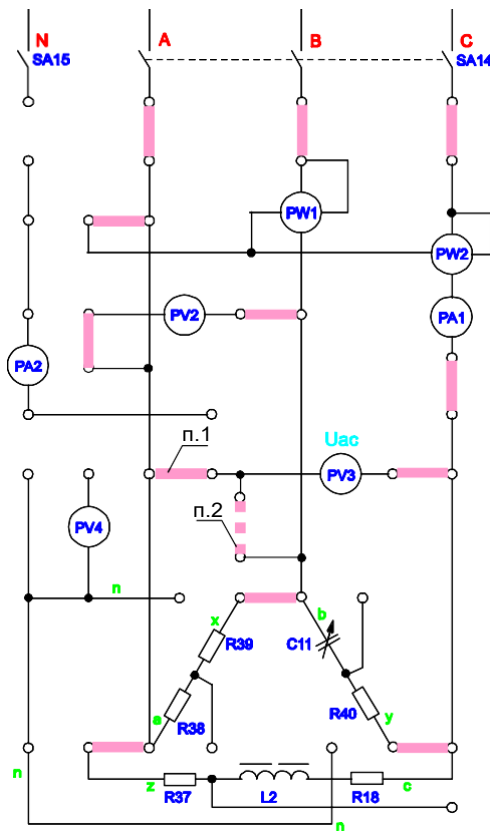 N A B C
SA15 SA14
PW1
PW2
PV2 PA1
PA2
Uac
п.1
PV3
п.2
PV4
n b
x
R39 C11
a R38 R40 y
n z R37 L2 R18 c
n